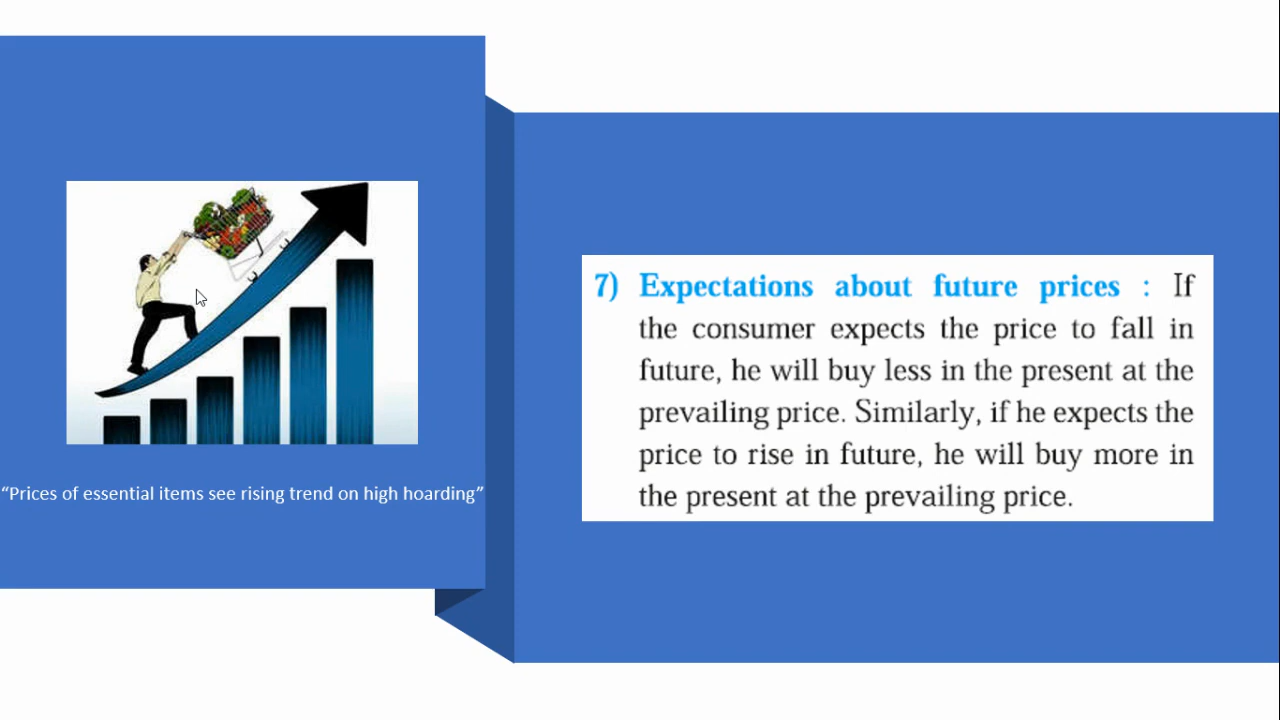 “Prices of essential items see rising trend on high hoarding”
7) Expectations about future prices : If
the consumer expects the price to fall in
future, he will buy less in the present at the
prevailing price. Similarly, if he expects the
price to rise in future, he will buy more in
the present at the prevailing price.